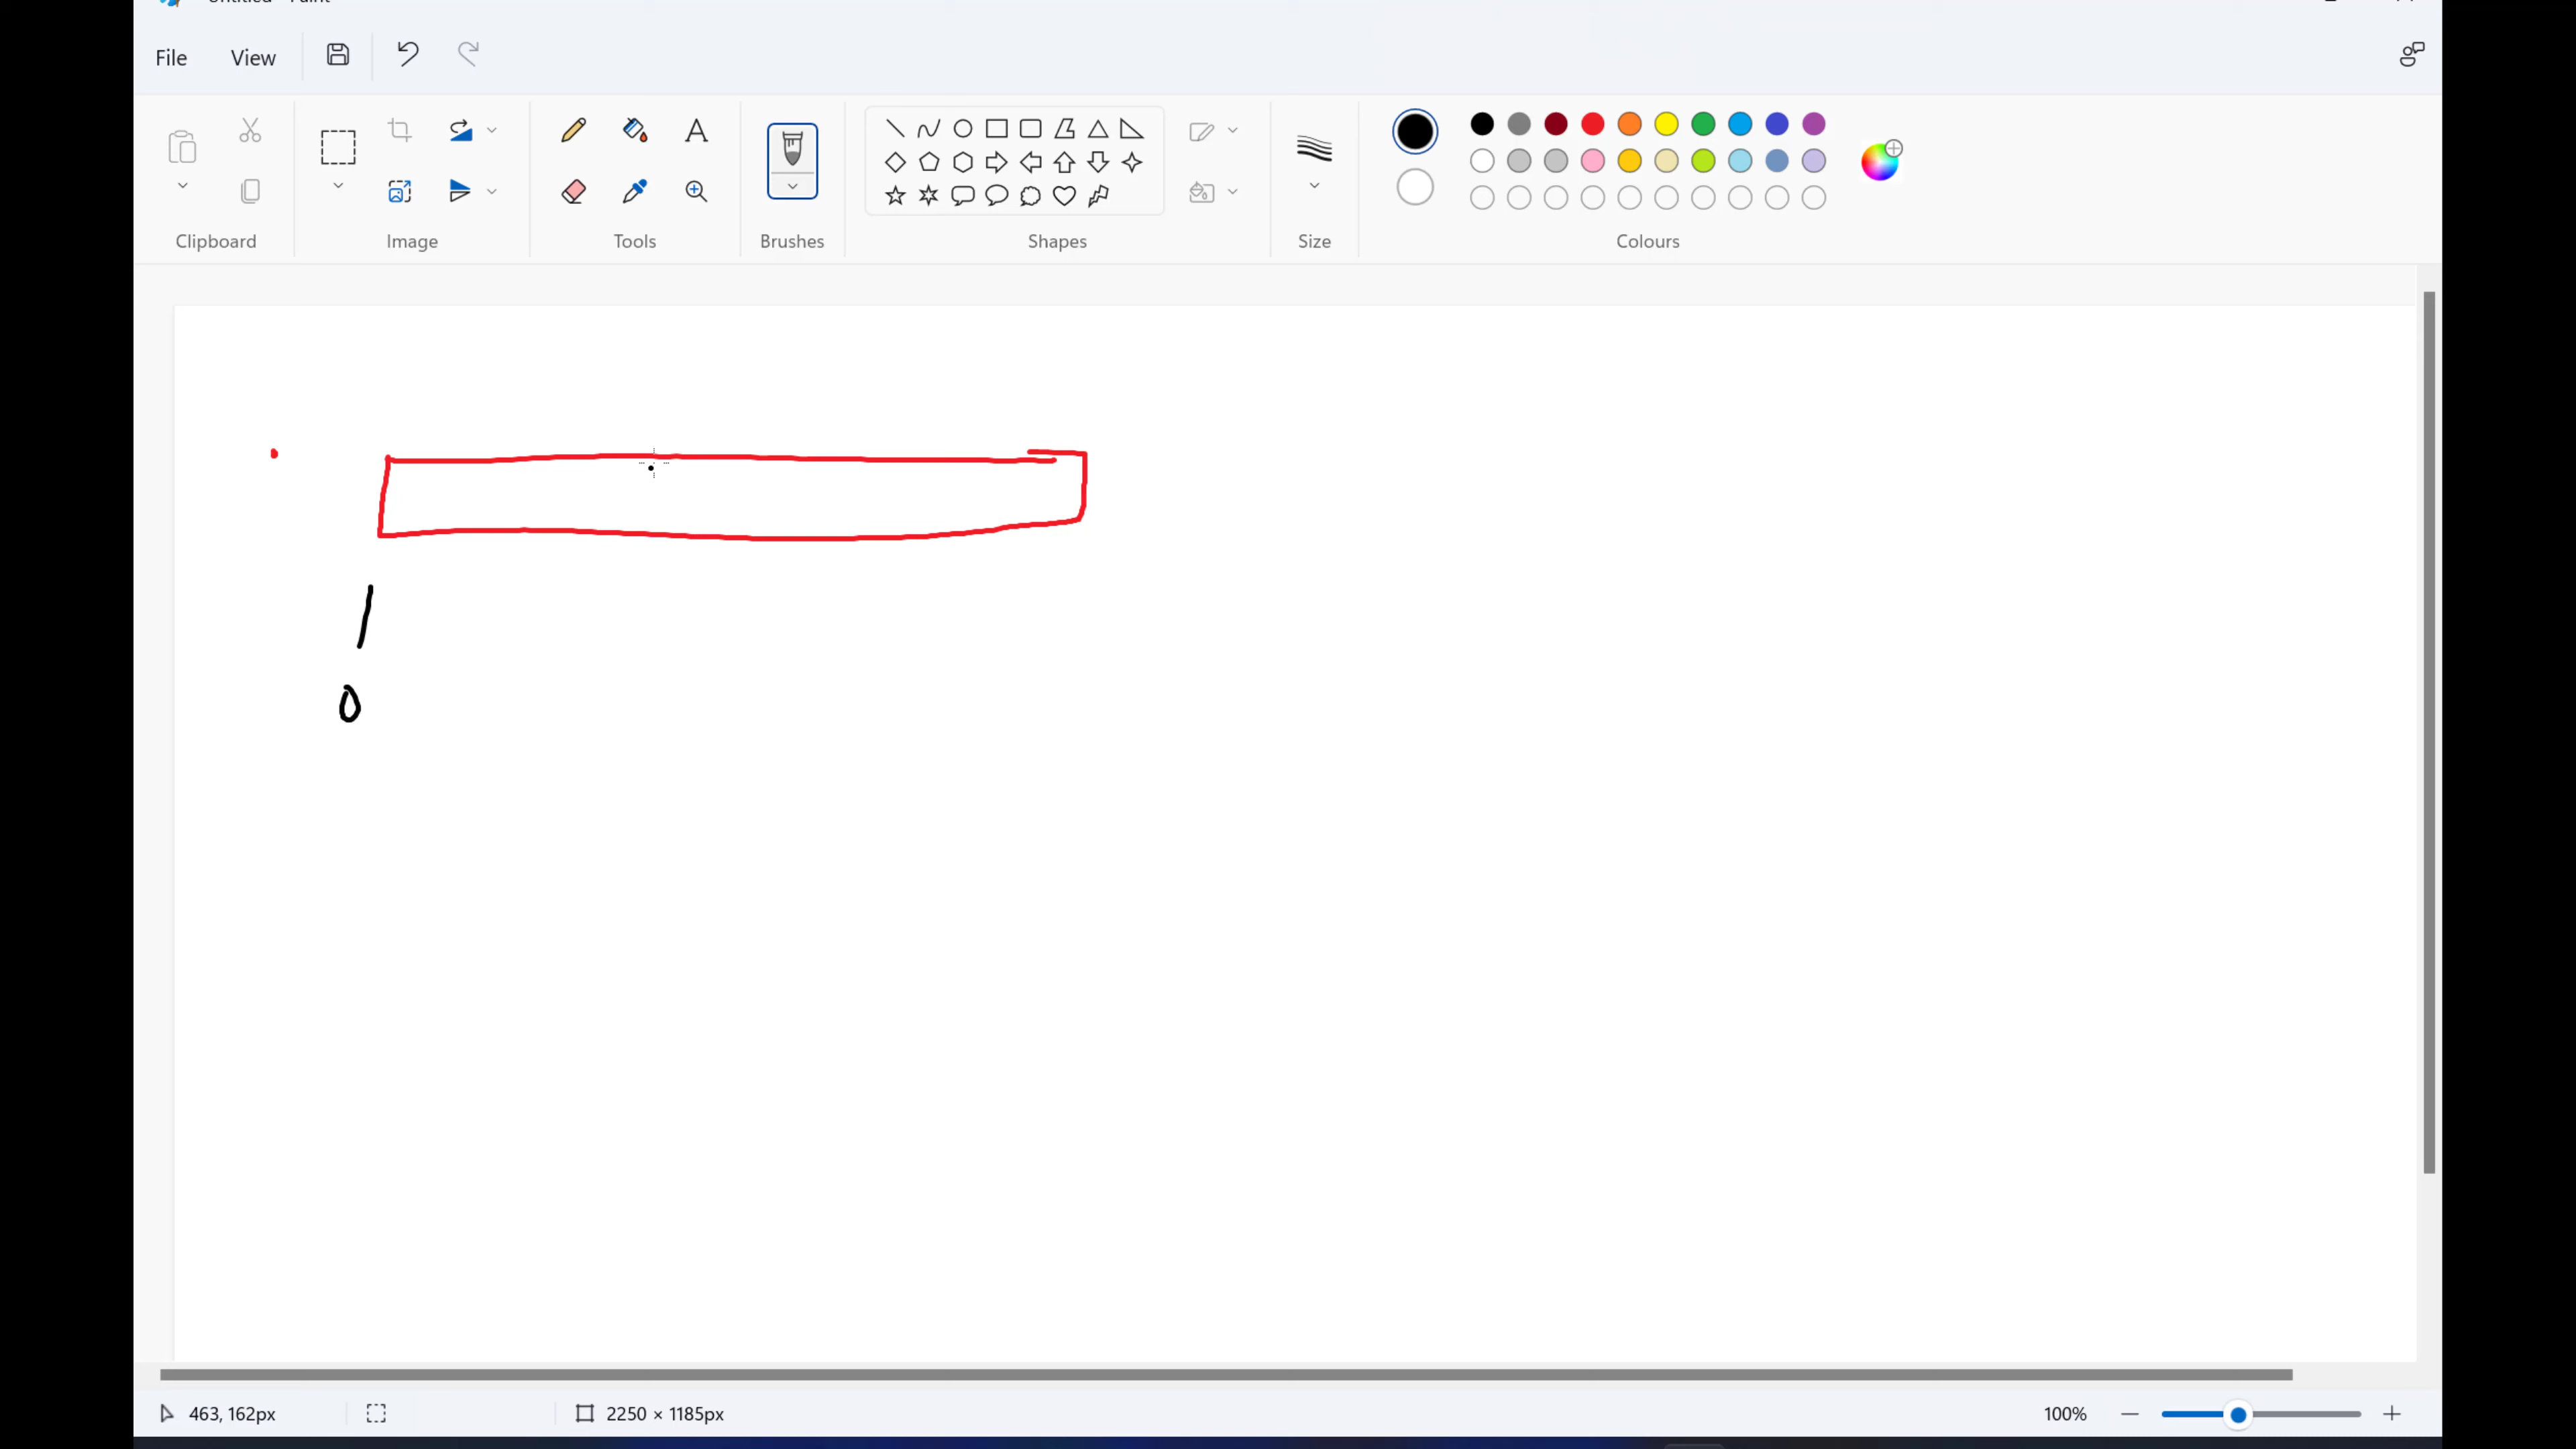 File View
Clipboard Image Tools Brushes Shapes Size Colours
0
463, 162px 2250 × 1185px 100%